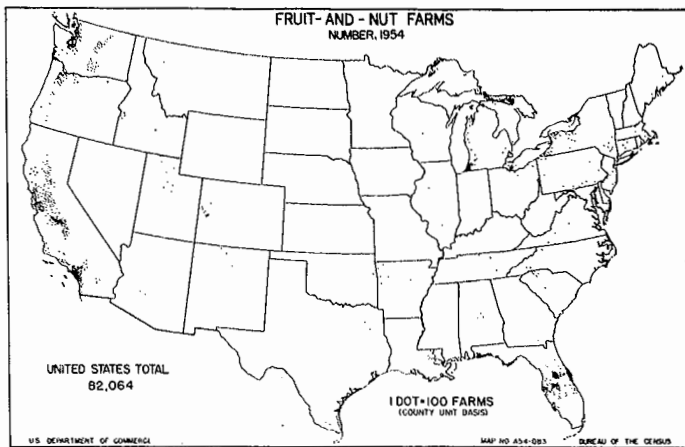 FRUIT-AND-NUT FARMS
NUMBER, 1954
UNITED STATES TOTAL
82,064
1 DOT=100 FARMS
(COUNTY UNIT BASIS)
U.S. DEPARTMENT OF COMMERCE
MAP NO. A54-083
BUREAU OF THE CENSUS